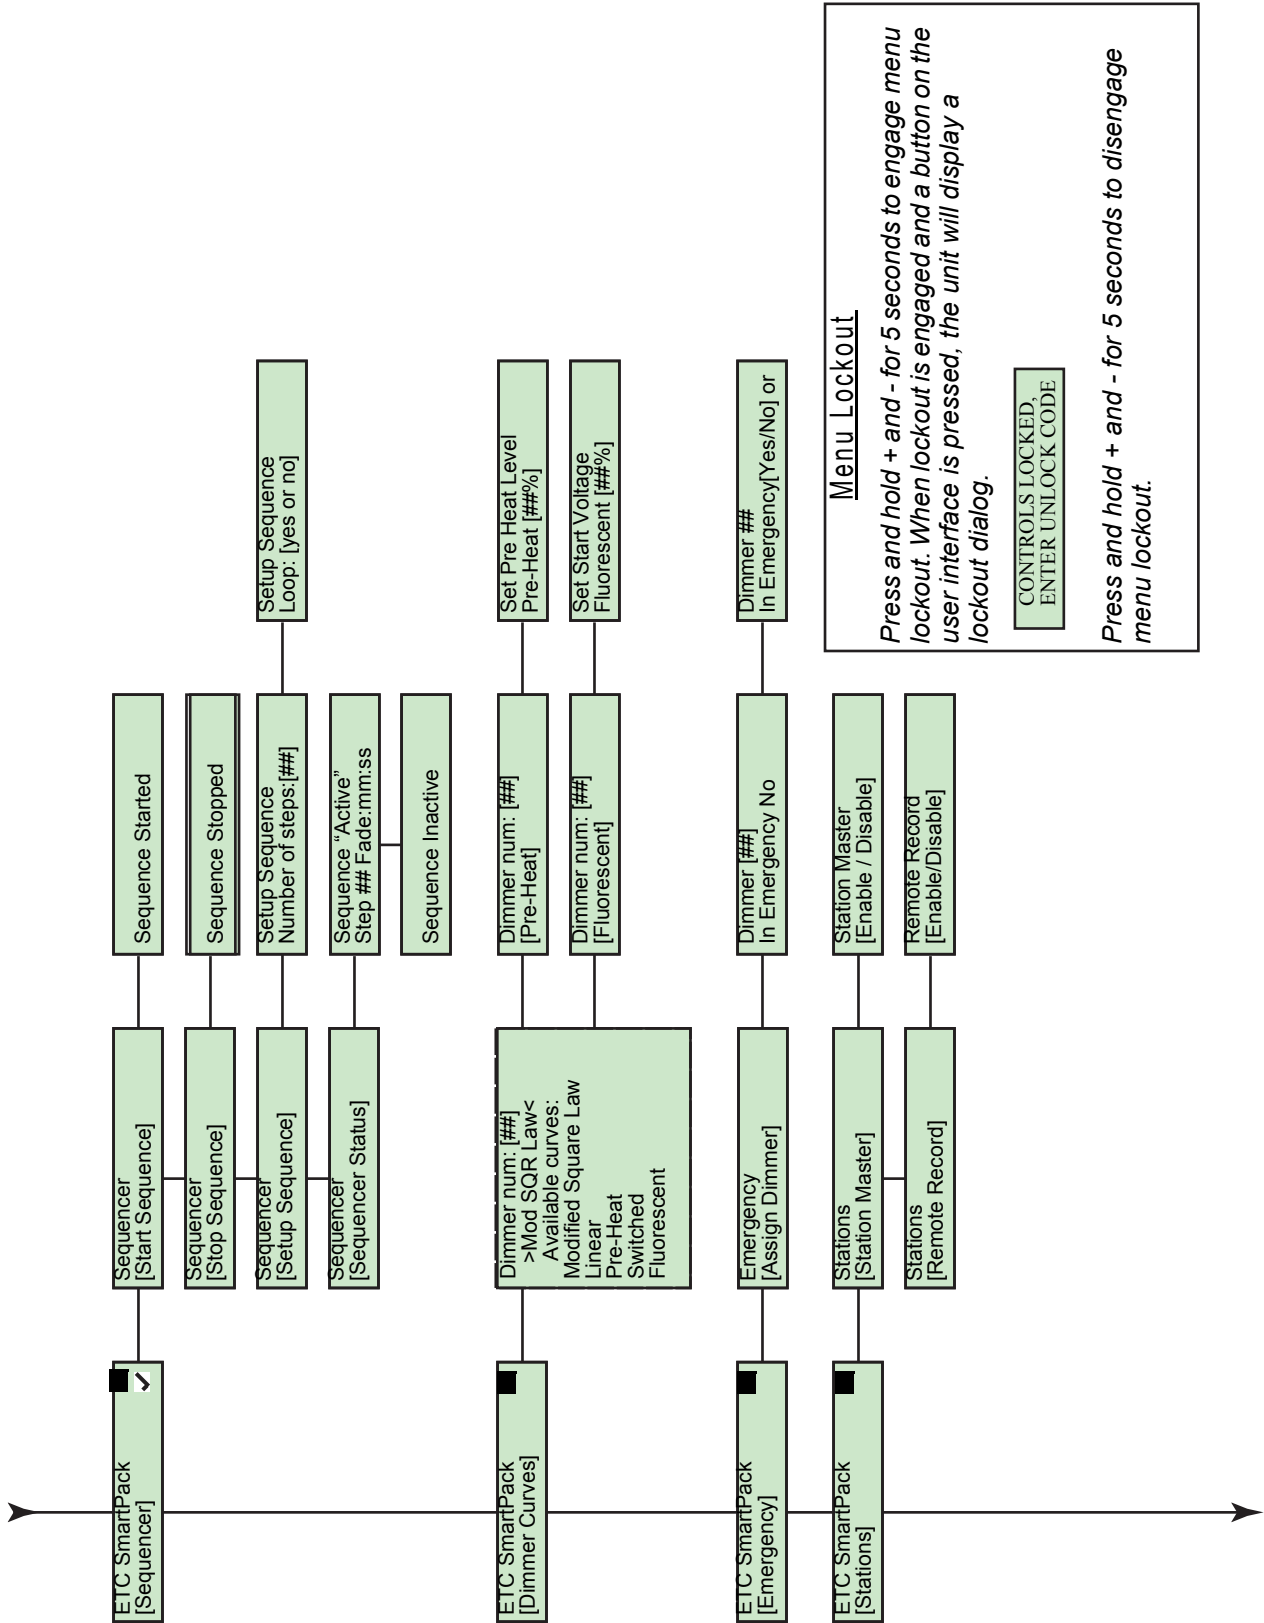 ETC SmartPack
[Sequencer]
Sequencer
[Start Sequence]
Sequence Started
Sequencer
[Stop Sequence]
Sequence Stopped
Sequencer
[Setup Sequence]
Setup Sequence
Number of steps:[##]
Setup Sequence
Loop: [yes or no]
Sequencer
[Sequencer Status]
Sequence “Active”
Step ## Fade:mm:ss
Sequence Inactive
ETC SmartPack
[Dimmer Curves]
Dimmer num: [##]
>Mod SQR Law<
Available curves:
Modified Square Law
Linear
Pre-Heat
Switched
Fluorescent
Dimmer num: [##]
[Pre-Heat]
Set Pre Heat Level
Pre-Heat [##%]
Dimmer num: [##]
[Fluorescent]
Set Start Voltage
Fluorescent [##%]
ETC SmartPack
[Emergency]
Emergency
[Assign Dimmer]
Dimmer [##]
In Emergency No
Dimmer ##
In Emergency[Yes/No] or
ETC SmartPack
[Stations]
Stations
[Station Master]
Station Master
[Enable / Disable]
Stations
[Remote Record]
Remote Record
[Enable/Disable]
Menu Lockout
Press and hold + and - for 5 seconds to engage menu
lockout. When lockout is engaged and a button on the
user interface is pressed, the unit will display a
lockout dialog.
CONTROLS LOCKED,
ENTER UNLOCK CODE
Press and hold + and - for 5 seconds to disengage
menu lockout.